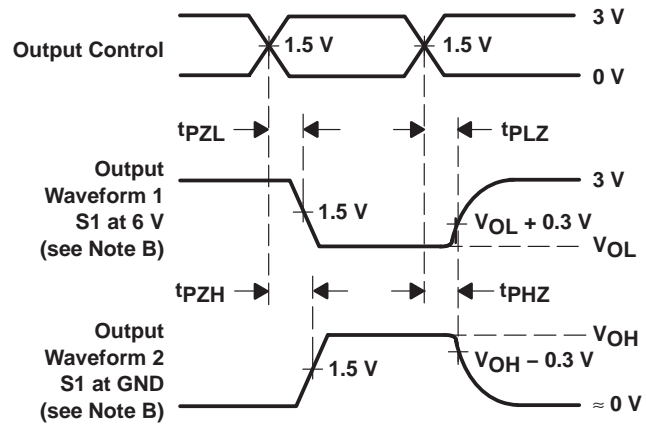 3 V
Output Control
1.5 V
1.5 V
0 V
tPZL
tPLZ
Output
Waveform 1
S1 at 6 V
(see Note B)
3 V
1.5 V
VOL + 0.3 V
VOL
tPZH
tPHZ
Output
Waveform 2
S1 at GND
(see Note B)
VOH
1.5 V
VOH − 0.3 V
≈ 0 V